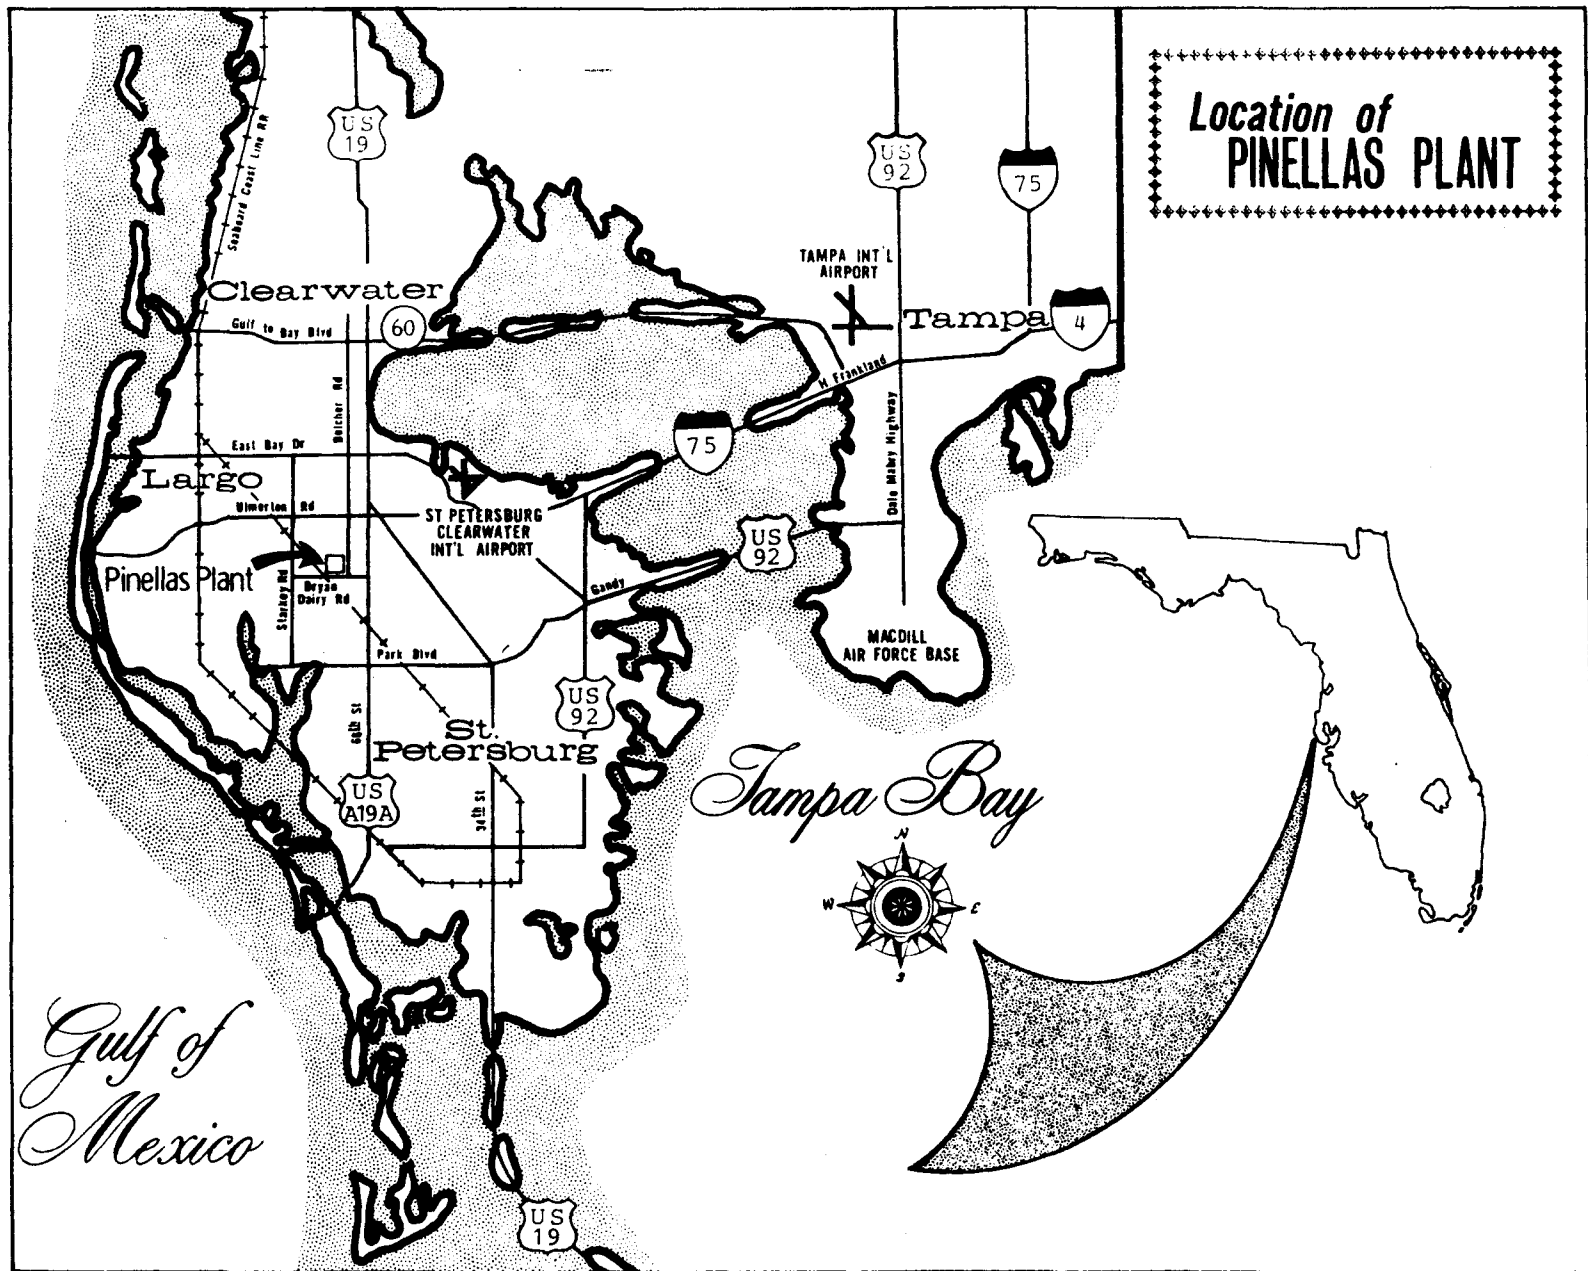 Location of
PINELLAS PLANT
US
19
US
92
75
Seaboard Coast Line RR
TAMPA INT'L
AIRPORT
Clearwater
Gulf to Bay Blvd
60
Tampa
4
H Frankland
Belcher Rd
Dale Mabry Highway
75
East Bay Dr
Largo
Ulmerton Rd
ST PETERSBURG
CLEARWATER
INT'L AIRPORT
US
92
Pinellas Plant
Starkey Rd
Bryan
Dairy Rd
Gandy
MACDILL
AIR FORCE BASE
Park Blvd
US
92
66th St
St.
Petersburg
US
A19A
34th St
Tampa Bay
N
W
E
S
Gulf of
Mexico
US
19